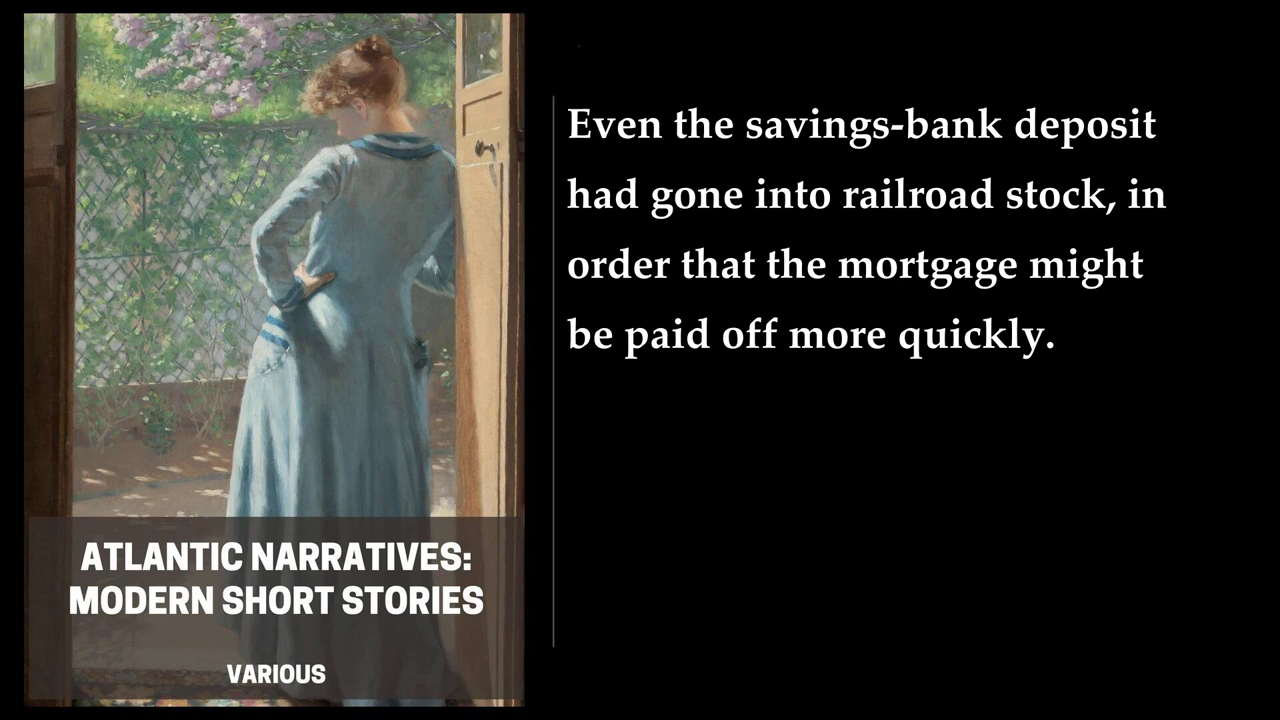 Even the savings-bank deposit
had gone into railroad stock, in
order that the mortgage might
be paid off more quickly.
ATLANTIC NARRATIVES:
MODERN SHORT STORIES
VARIOUS